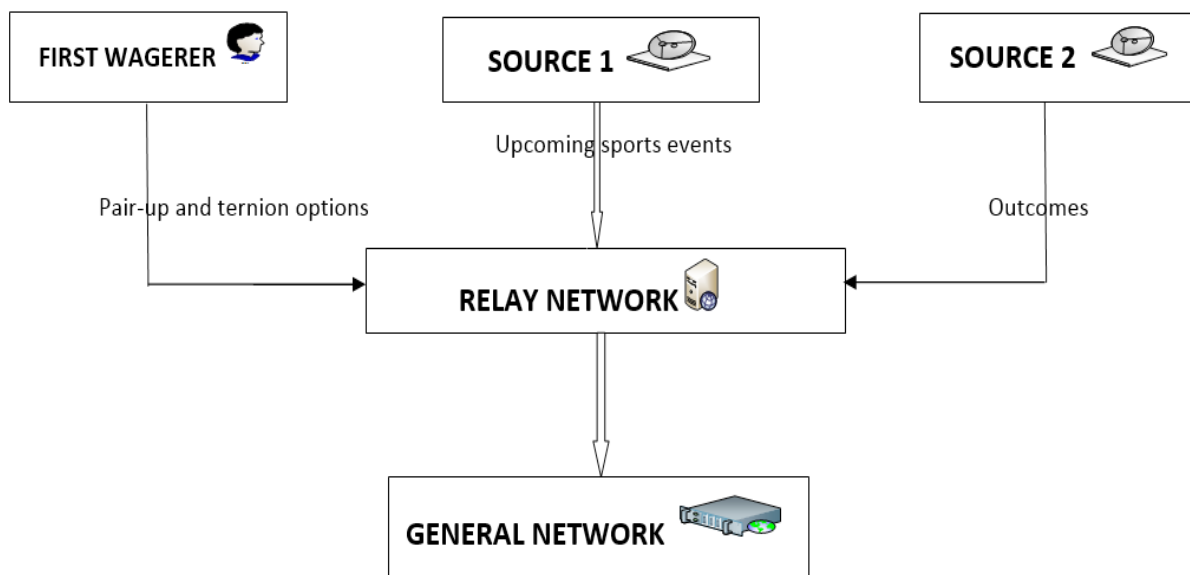 FIRST WAGERER
SOURCE 1
SOURCE 2
Upcoming sports events
Pair-up and ternion options
Outcomes
RELAY NETWORK
GENERAL NETWORK